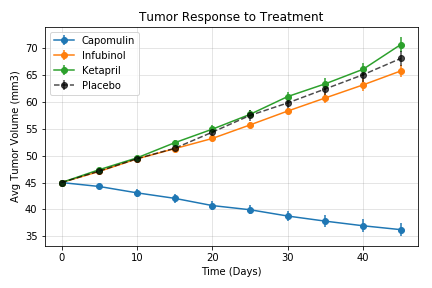 Tumor Response to Treatment
Capomulin
Infubinol
Ketapril
Placebo
Avg Tumor Volume (mm3)
70
65
60
55
50
45
40
35
0
10
20
30
40
Time (Days)